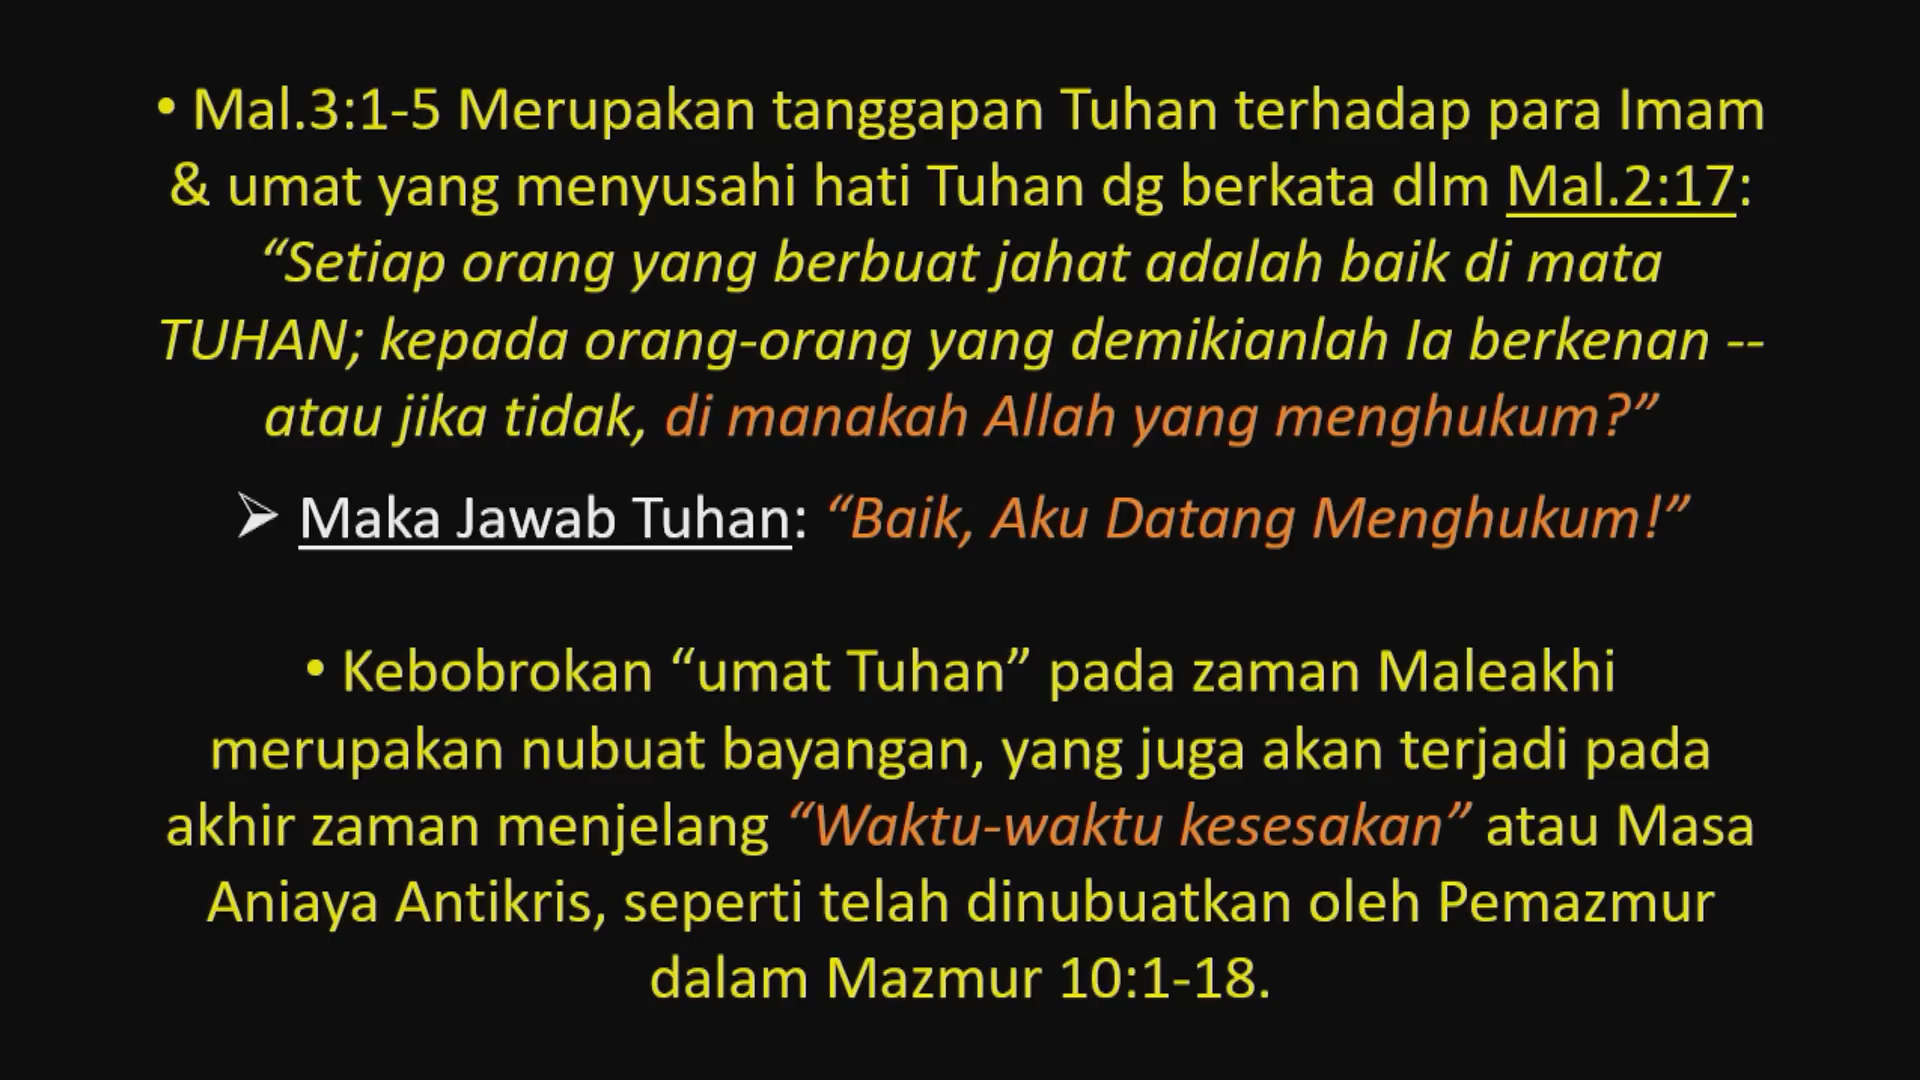 • Mal.3:1-5 Merupakan tanggapan Tuhan terhadap para Imam
& umat yang menyusahi hati Tuhan dg berkata dlm Mal.2:17:
“Setiap orang yang berbuat jahat adalah baik di mata
TUHAN; kepada orang-orang yang demikianlah Ia berkenan --
atau jika tidak, di manakah Allah yang menghukum?”
➢ Maka Jawab Tuhan: “Baik, Aku Datang Menghukum!”
• Kebobrokan “umat Tuhan” pada zaman Maleakhi
merupakan nubuat bayangan, yang juga akan terjadi pada
akhir zaman menjelang “Waktu-waktu kesesakan” atau Masa
Aniaya Antikris, seperti telah dinubuatkan oleh Pemazmur
dalam Mazmur 10:1-18.